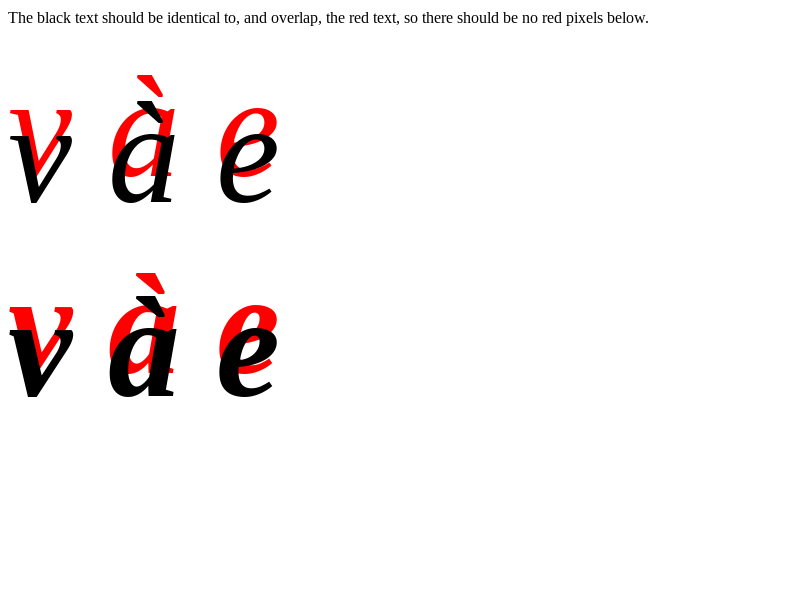 The black text should be identical to, and overlap, the red text, so there should be no red pixels below.
v à e
v à e